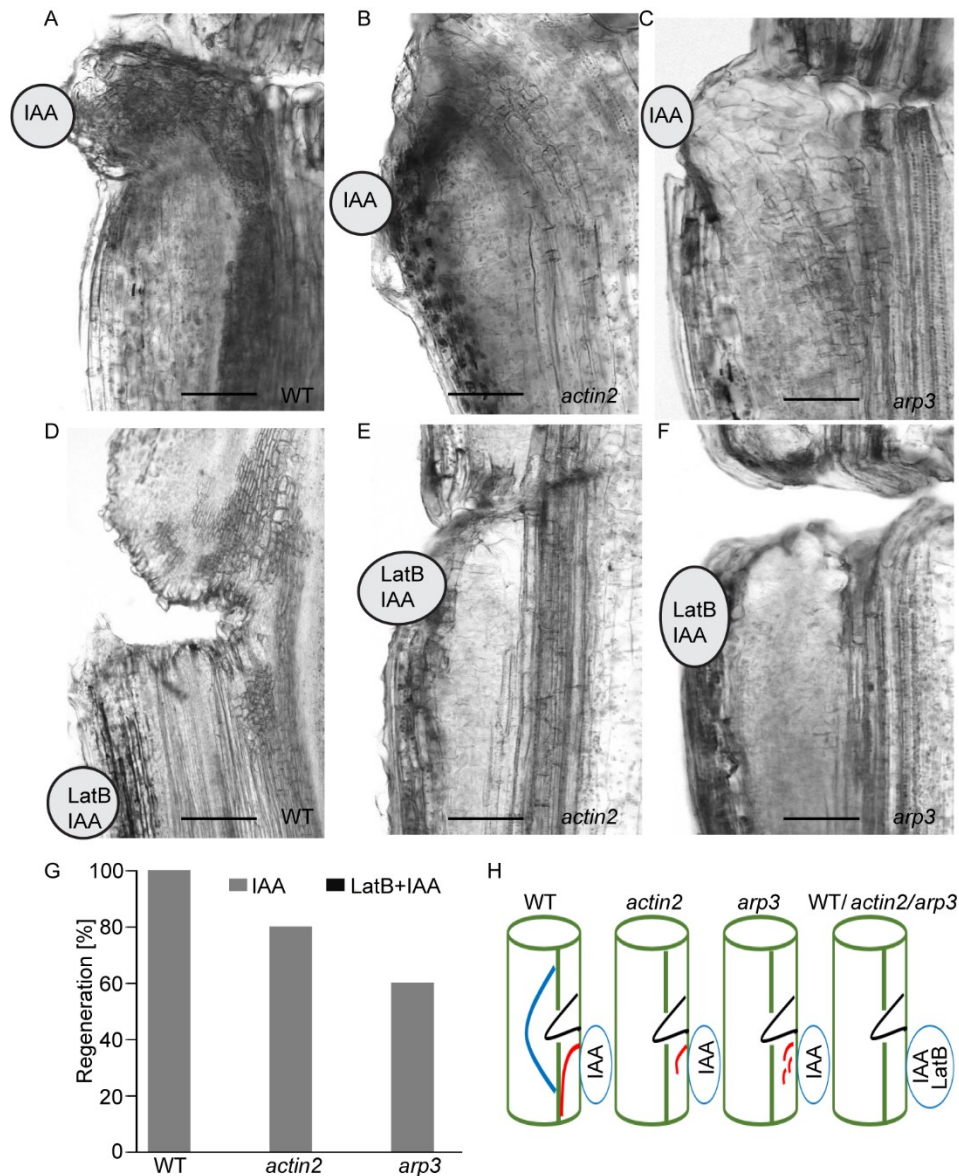 A
IAA
WT
B
IAA
actin2
C
IAA
arp3
D
LatB
IAA
WT
E
LatB
IAA
actin2
F
LatB
IAA
arp3
G
IAA
LatB+IAA
Regeneration [%]
100
80
60
40
20
0
WT
actin2
arp3
H
WT
actin2
arp3
WT/actin2/arp3
IAA
IAA
IAA
IAA
LatB